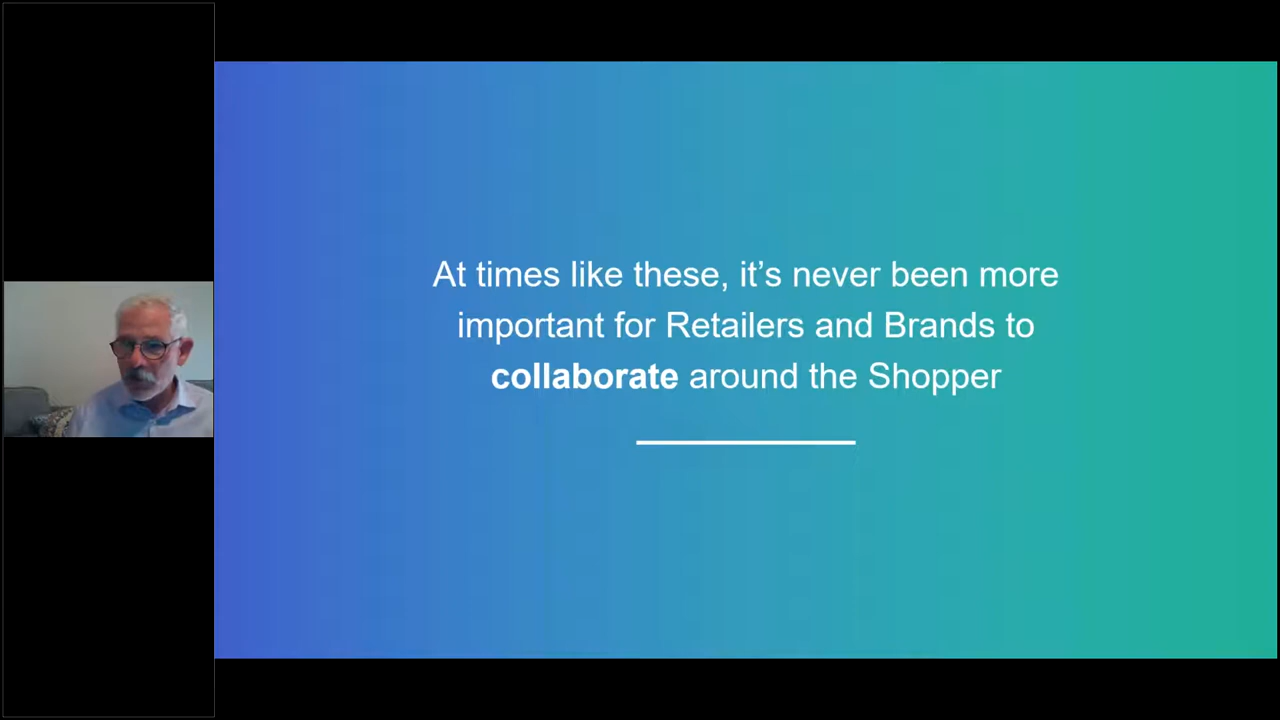 At times like these, it’s never been more
important for Retailers and Brands to
collaborate around the Shopper